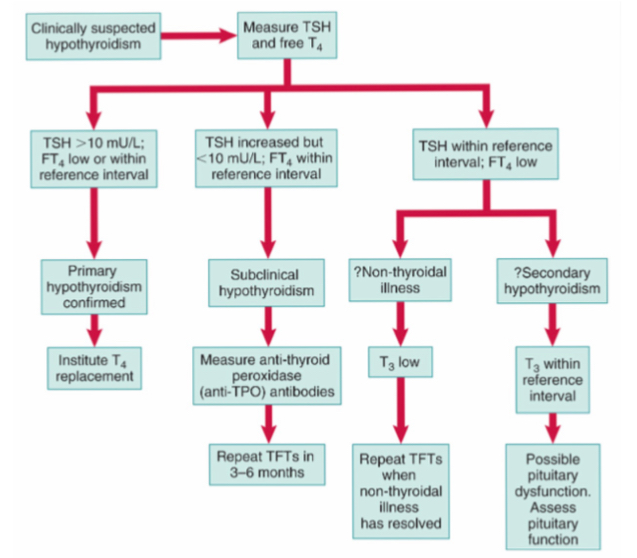 Clinically suspected
hypothyroidism
Measure TSH
and free T₄
TSH >10 mU/L;
FT₄ low or within
reference interval
TSH increased but
<10 mU/L; FT₄ within
reference interval
TSH within reference
interval; FT₄ low
Primary
hypothyroidism
confirmed
Subclinical
hypothyroidism
?Non-thyroidal
illness
?Secondary
hypothyroidism
Institute T₄
replacement
Measure anti-thyroid
peroxidase
(anti-TPO) antibodies
T₃ low
T₃ within
reference
interval
Repeat TFTs in
3–6 months
Repeat TFTs
when
non-thyroidal
illness
has resolved
Possible
pituitary
dysfunction.
Assess
pituitary
function